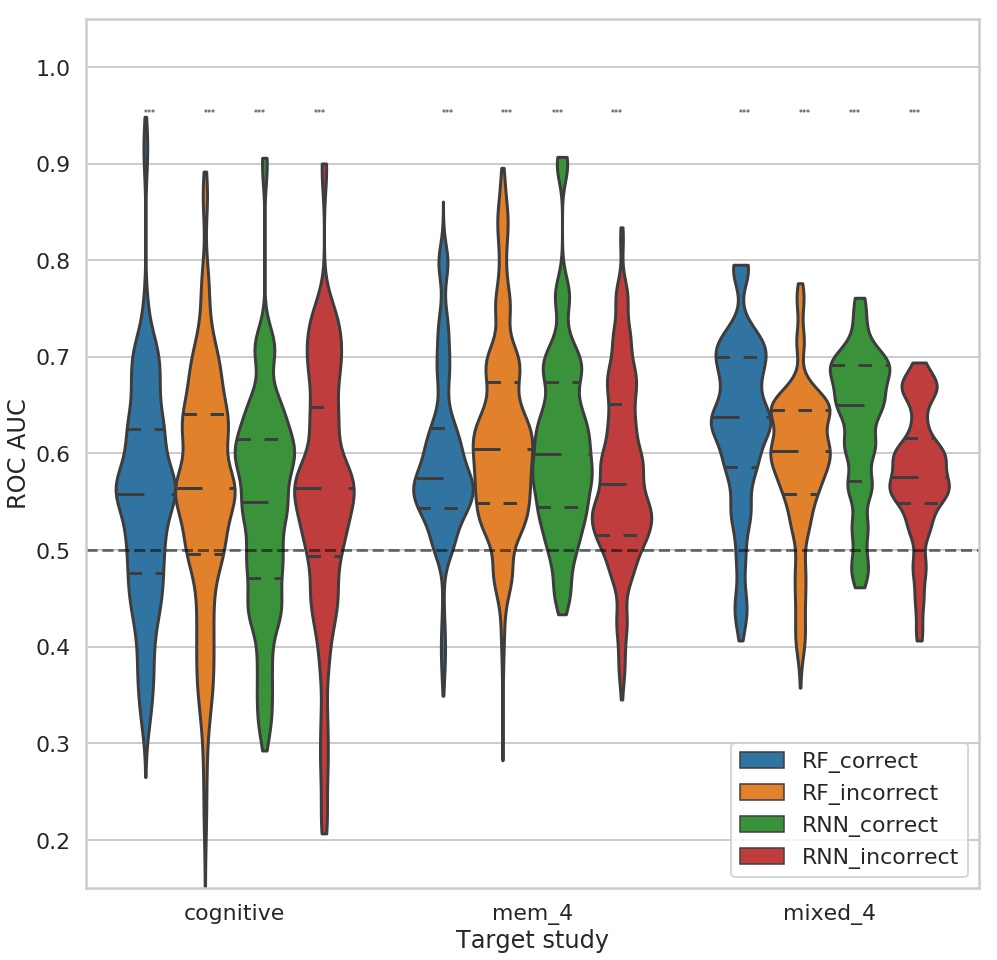 ROC AUC
1.0
0.9
0.8
0.7
0.6
0.5
0.4
0.3
0.2
*** *** *** *** *** *** *** *** *** *** *** ***
RF_correct
RF_incorrect
RNN_correct
RNN_incorrect
cognitive mem_4 mixed_4
Target study